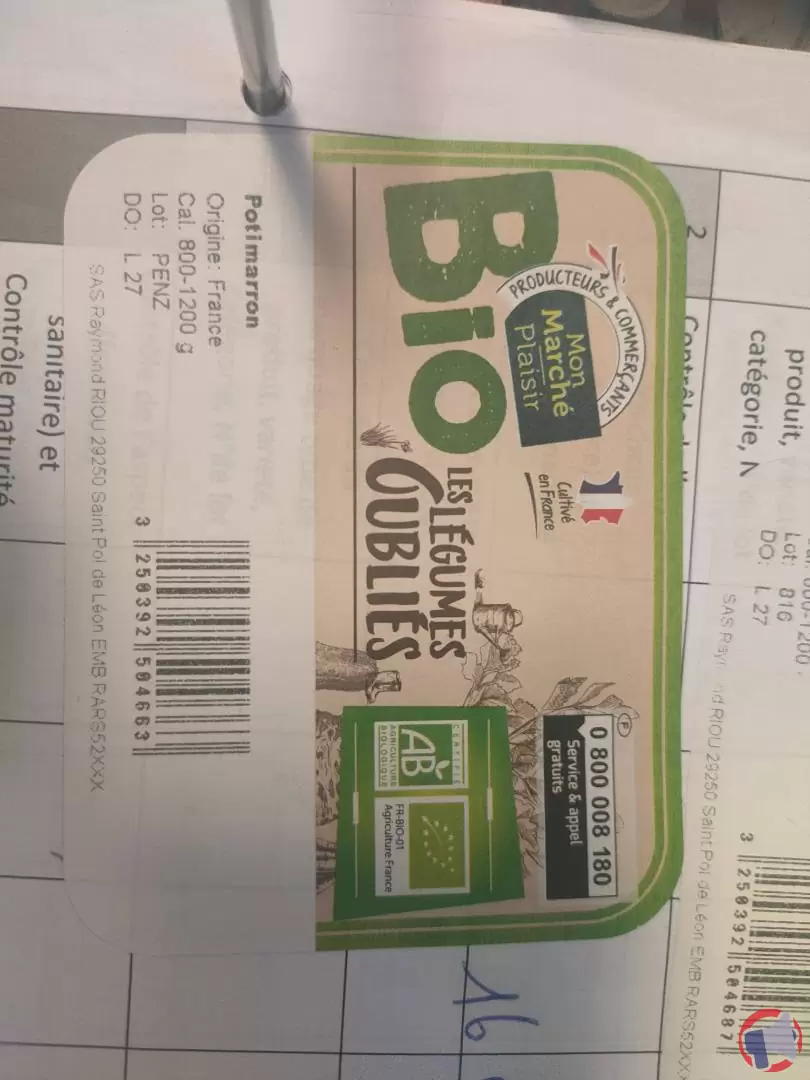 BIO
PRODUCTEURS & COMMERÇANTS
Mon
Marché
Plaisir
Cultivé
en France
LES LÉGUMES
OUBLIÉS
0 800 008 180
Service & appel
gratuits
CERTIFIÉ
AB
AGRICULTURE
BIOLOGIQUE
FR-BIO-01
Agriculture France
Potimarron
Origine: France
Cal. 800-1200 g
Lot: PENZ
DO: L 27
3 250392 504663
SAS Raymond RIOU 29250 Saint Pol de Léon EMB RARS52XXX
2
produit,
catégorie, N
Lot: 816
DO: L 27
3 250392 504687
RIOU 29250 Saint Pol de Léon EMB RARS52XXX
sanitaire) et
Contrôle maturité
16